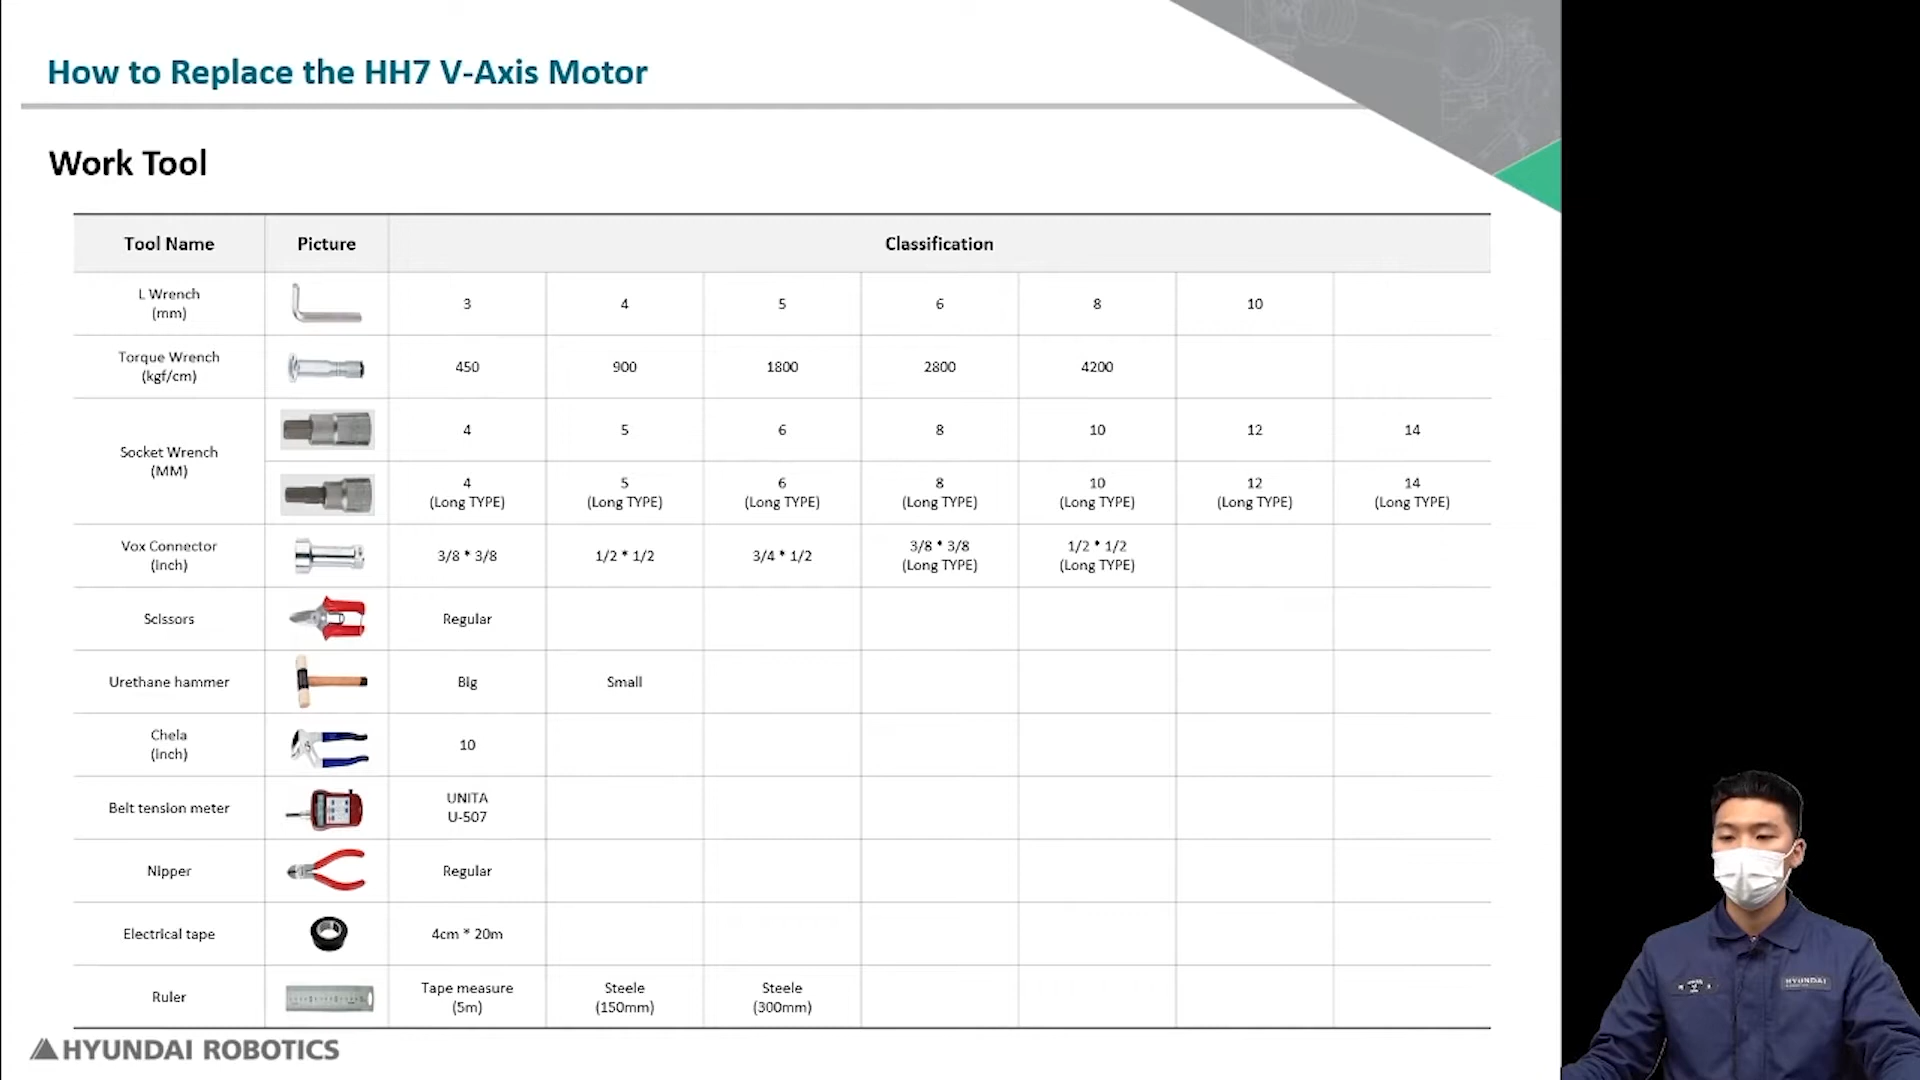 How to Replace the HH7 V-Axis Motor
Work Tool
Tool Name Picture Classification
L Wrench
(mm)
3 4 5 6 8 10
Torque Wrench
(kgf/cm)
450 900 1800 2800 4200
Socket Wrench
(MM)
4 5 6 8 10 12 14
4 5 6 8 10 12 14
(Long TYPE) (Long TYPE) (Long TYPE) (Long TYPE) (Long TYPE) (Long TYPE) (Long TYPE)
Vox Connector
(Inch)
3/8 * 3/8 1/2 * 1/2 3/4 * 1/2 3/8 * 3/8 1/2 * 1/2
(Long TYPE) (Long TYPE)
Scissors Regular
Urethane hammer Big Small
Chela
(Inch)
10
Belt tension meter
UNITA
U-507
Nipper Regular
Electrical tape 4cm * 20m
Ruler
Tape measure Steele Steele
(5m) (150mm) (300mm)
HYUNDAI ROBOTICS
HYUNDAI